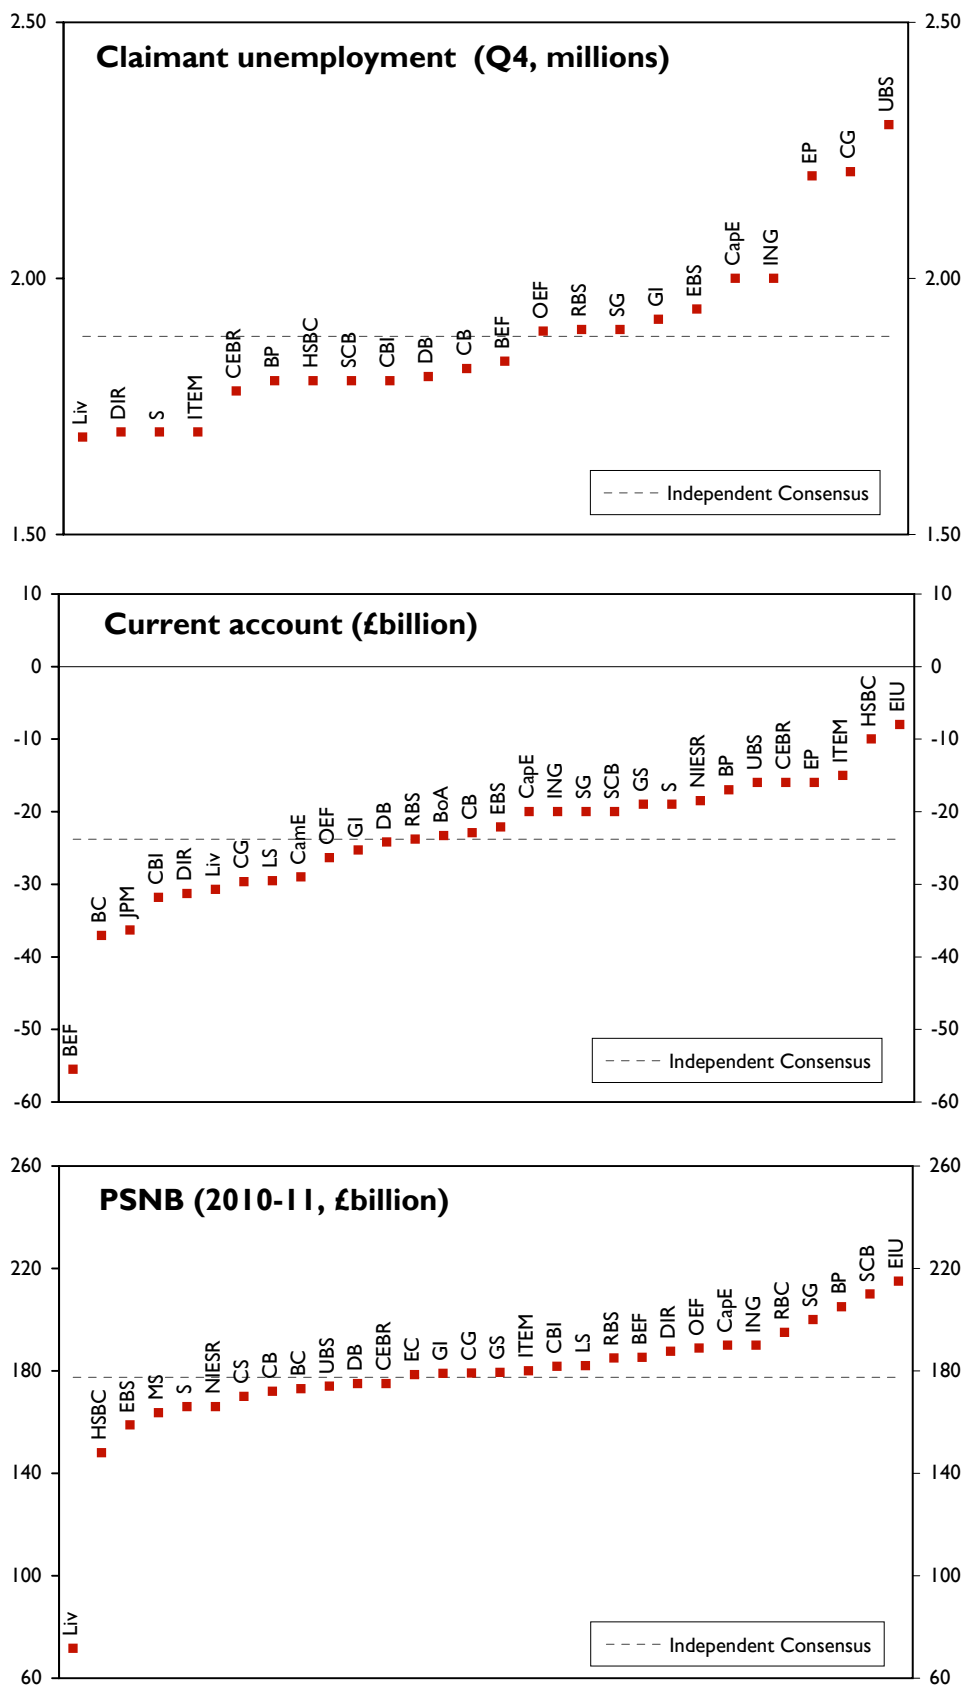 2.50
2.50
Claimant unemployment (Q4, millions)
UBS
CG
EP
CapE
ING
2.00
2.00
EBS
GI
SG
RBS
OEF
BEF
CB
DB
CBI
SCB
HSBC
BP
CEBR
ITEM
S
DIR
Liv
Independent Consensus
1.50
1.50
10
10
Current account (£billion)
0
0
-10
-10
-20
-20
-30
-30
-40
-40
-50
-50
-60
-60
BEF
BC
JPM
CBI
DIR
Liv
CG
LS
CamE
OEF
GI
DB
RBS
BoA
CB
EBS
CapE
ING
SG
SCB
GS
S
NIESR
BP
UBS
CEBR
EP
ITEM
HSBC
EIU
Independent Consensus
260
260
PSNB (2010-11, £billion)
220
220
180
180
140
140
100
100
60
60
Liv
HSBC
EBS
MS
S
NIESR
CS
CB
BC
UBS
DB
CEBR
EC
GI
CG
GS
ITEM
CBI
LS
RBS
BEF
DIR
OEF
CapE
ING
RBC
SG
BP
SCB
EIU
Independent Consensus